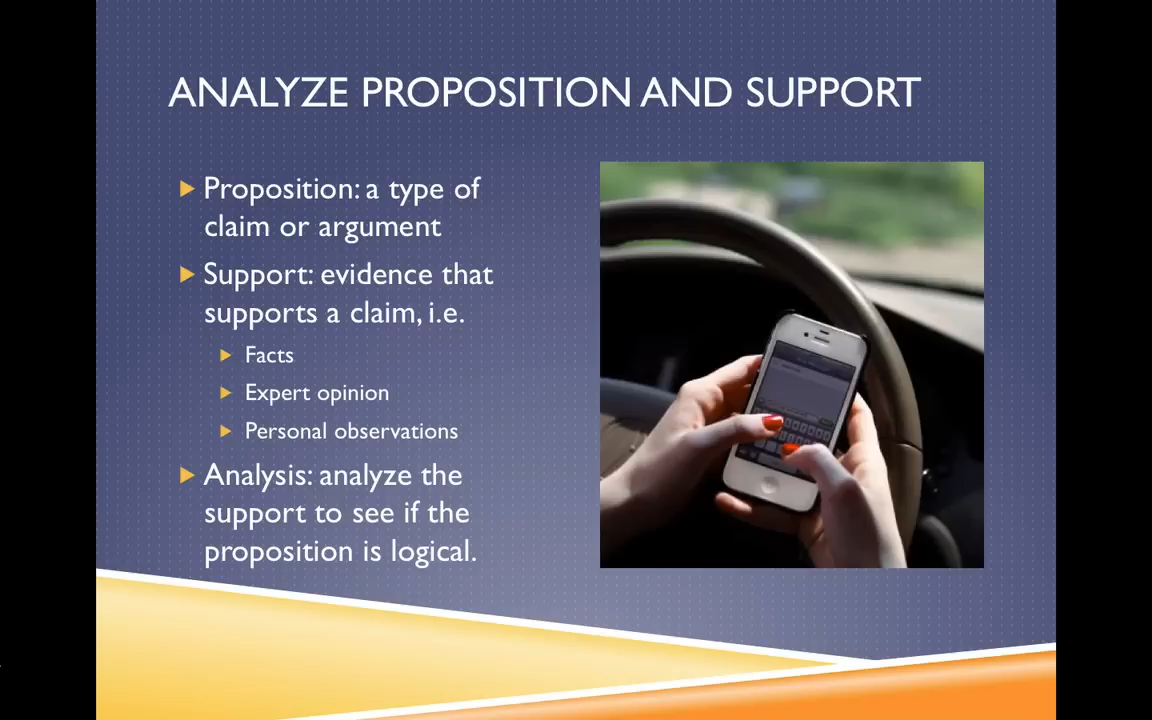 ANALYZE PROPOSITION AND SUPPORT
Proposition: a type of
claim or argument
Support: evidence that
supports a claim, i.e.
Facts
Expert opinion
Personal observations
Analysis: analyze the
support to see if the
proposition is logical.